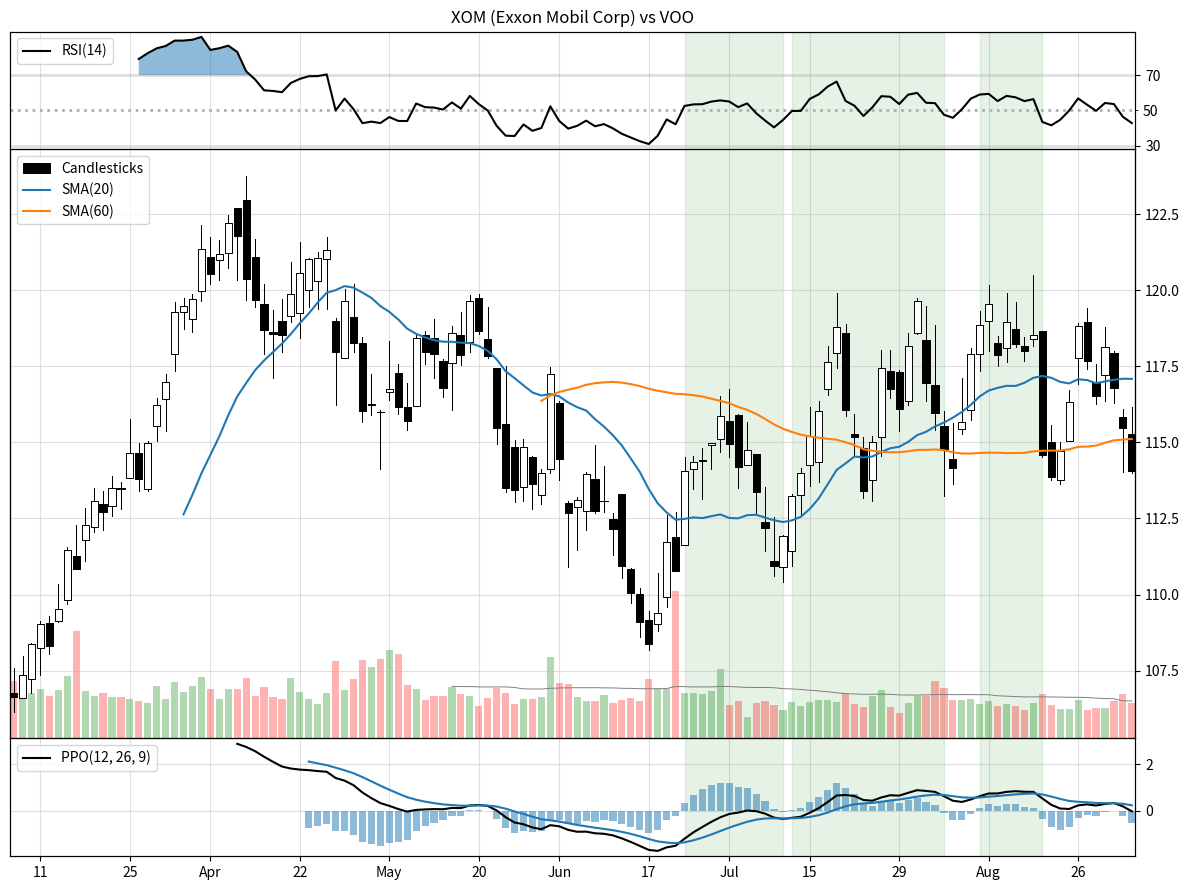 XOM (Exxon Mobil Corp) vs VOO
RSI(14)
70
50
30
Candlesticks
SMA(20)
SMA(60)
122.5
120.0
117.5
115.0
112.5
110.0
107.5
PPO(12, 26, 9)
2
0
11 25 Apr 22 May 20 Jun 17 Jul 15 29 Aug 26